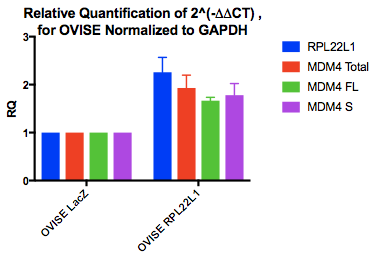 Relative Quantification of 2^(-ΔΔCT) ,
for OVISE Normalized to GAPDH
RPL22L1
MDM4 Total
MDM4 FL
MDM4 S
RQ
3
2
1
0
OVISE LacZ
OVISE RPL22L1